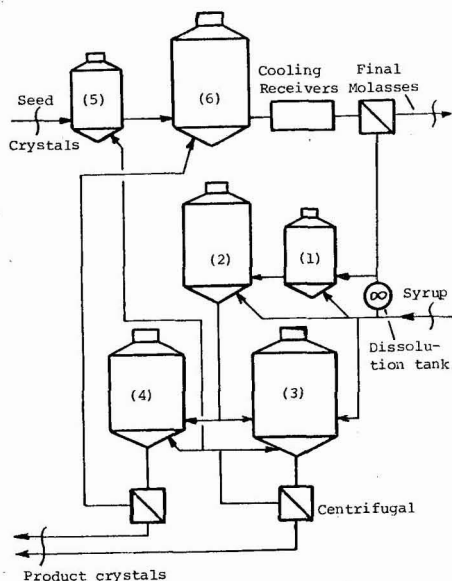 Cooling Receivers
Final Molasses
Seed Crystals
(5)
(6)
(2)
(1)
Syrup
Dissolu-
tion tank
(4)
(3)
Centrifugal
Product crystals